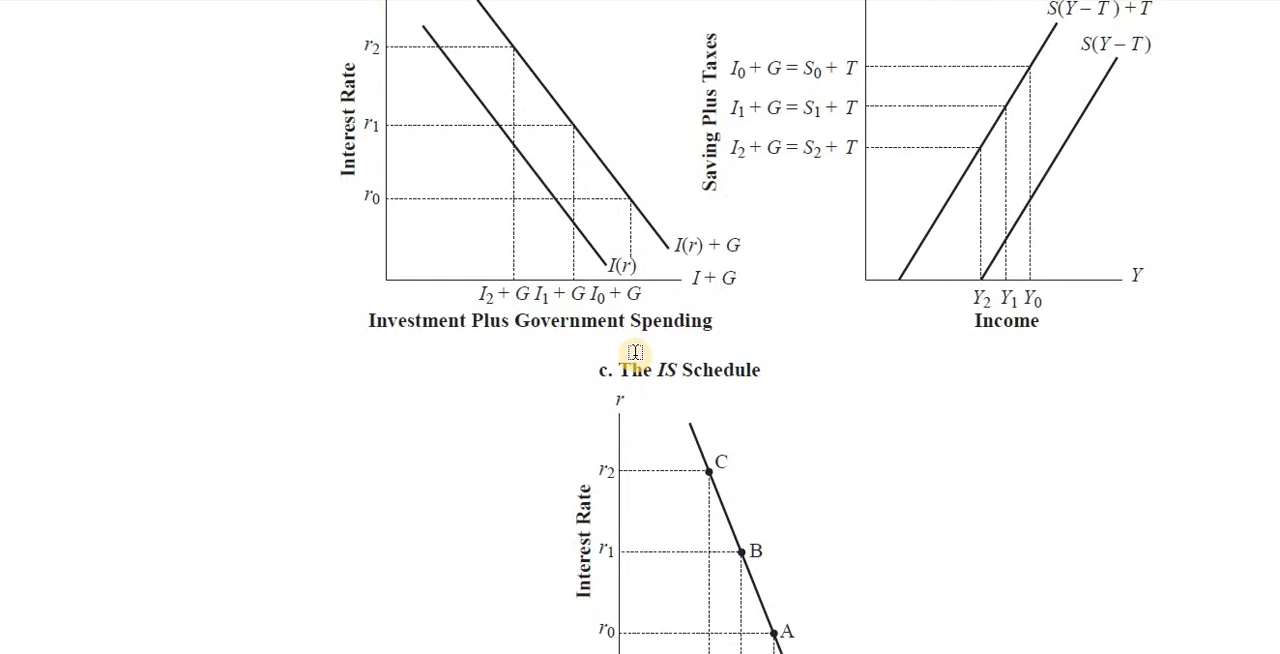 S(Y – T) + T
S(Y – T)
r2
r1
r0
Interest Rate
I(r) + G
I(r)
I + G
I2 + G I1 + G I0 + G
Investment Plus Government Spending
Saving Plus Taxes
I0 + G = S0 + T
I1 + G = S1 + T
I2 + G = S2 + T
Y
Y2 Y1 Y0
Income
c. The IS Schedule
r
r2
C
Interest Rate
r1
B
r0
A